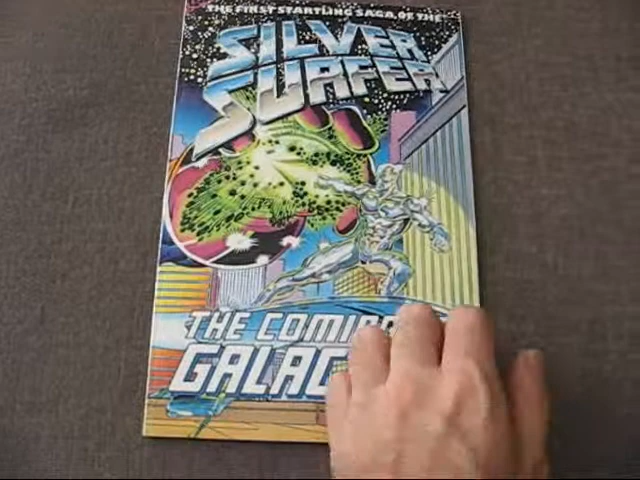 THE FIRST STARTLING SAGA OF THE
SILVER
SURFER
THE COMIN
GALAC